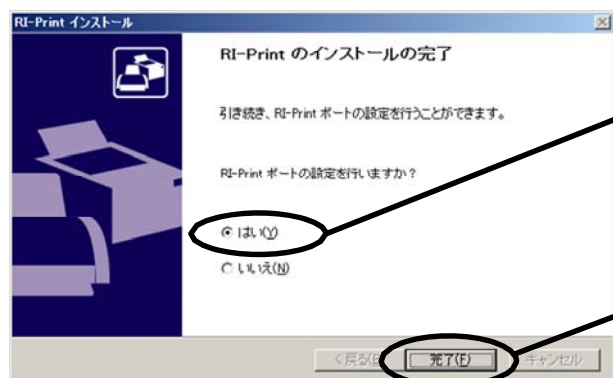 RI-Print インストール
RI-Print のインストールの完了
引き続き、RI-Print ポートの設定を行うことができます。
RI-Print ポートの設定を行いますか？
はい(Y)
いいえ(N)
< 戻る(B
完了(F)
キャンセル